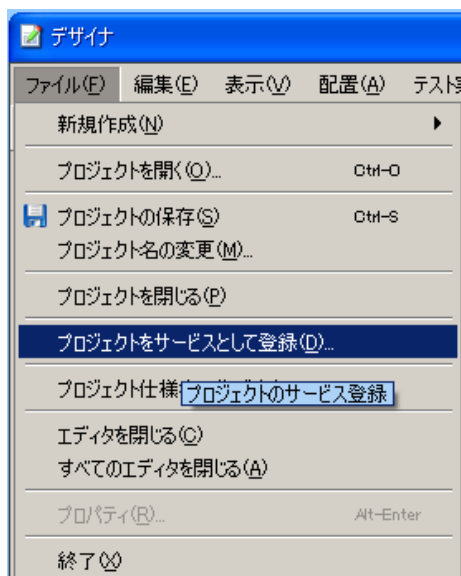 デザイナ
ファイル(F) 編集(E) 表示(V) 配置(A) テスト
新規作成(N)
プロジェクトを開く(O)... Ctrl-O
プロジェクトの保存(S) Ctrl-S
プロジェクト名の変更(M)...
プロジェクトを閉じる(P)
プロジェクトをサービスとして登録(D)...
プロジェクト仕様
プロジェクトのサービス登録
エディタを閉じる(C)
すべてのエディタを閉じる(A)
プロパティ(R)... Alt-Enter
終了(X)